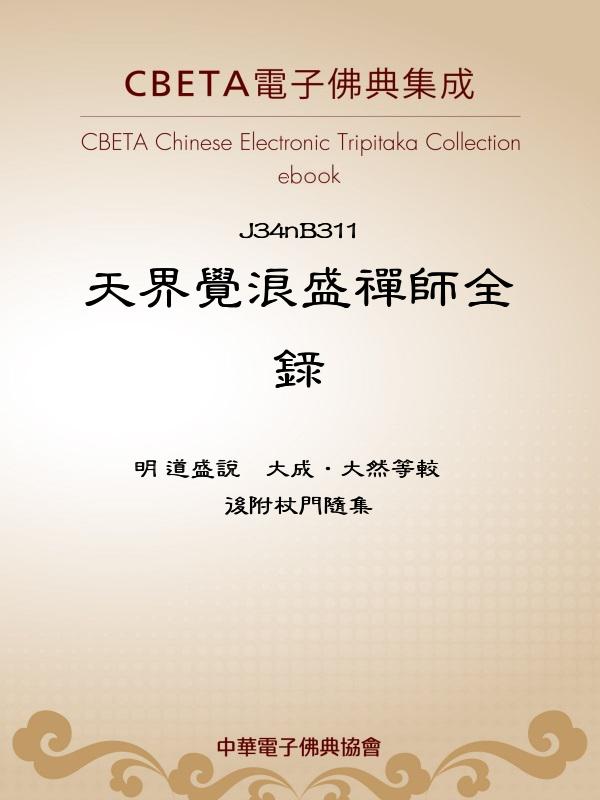 CBETA電子佛典集成
CBETA Chinese Electronic Tripitaka Collection
ebook
J34nB311
天界覺浪盛禪師全
錄
明 道盛說　大成．大然等較
後附杖門隨集
中華電子佛典協會